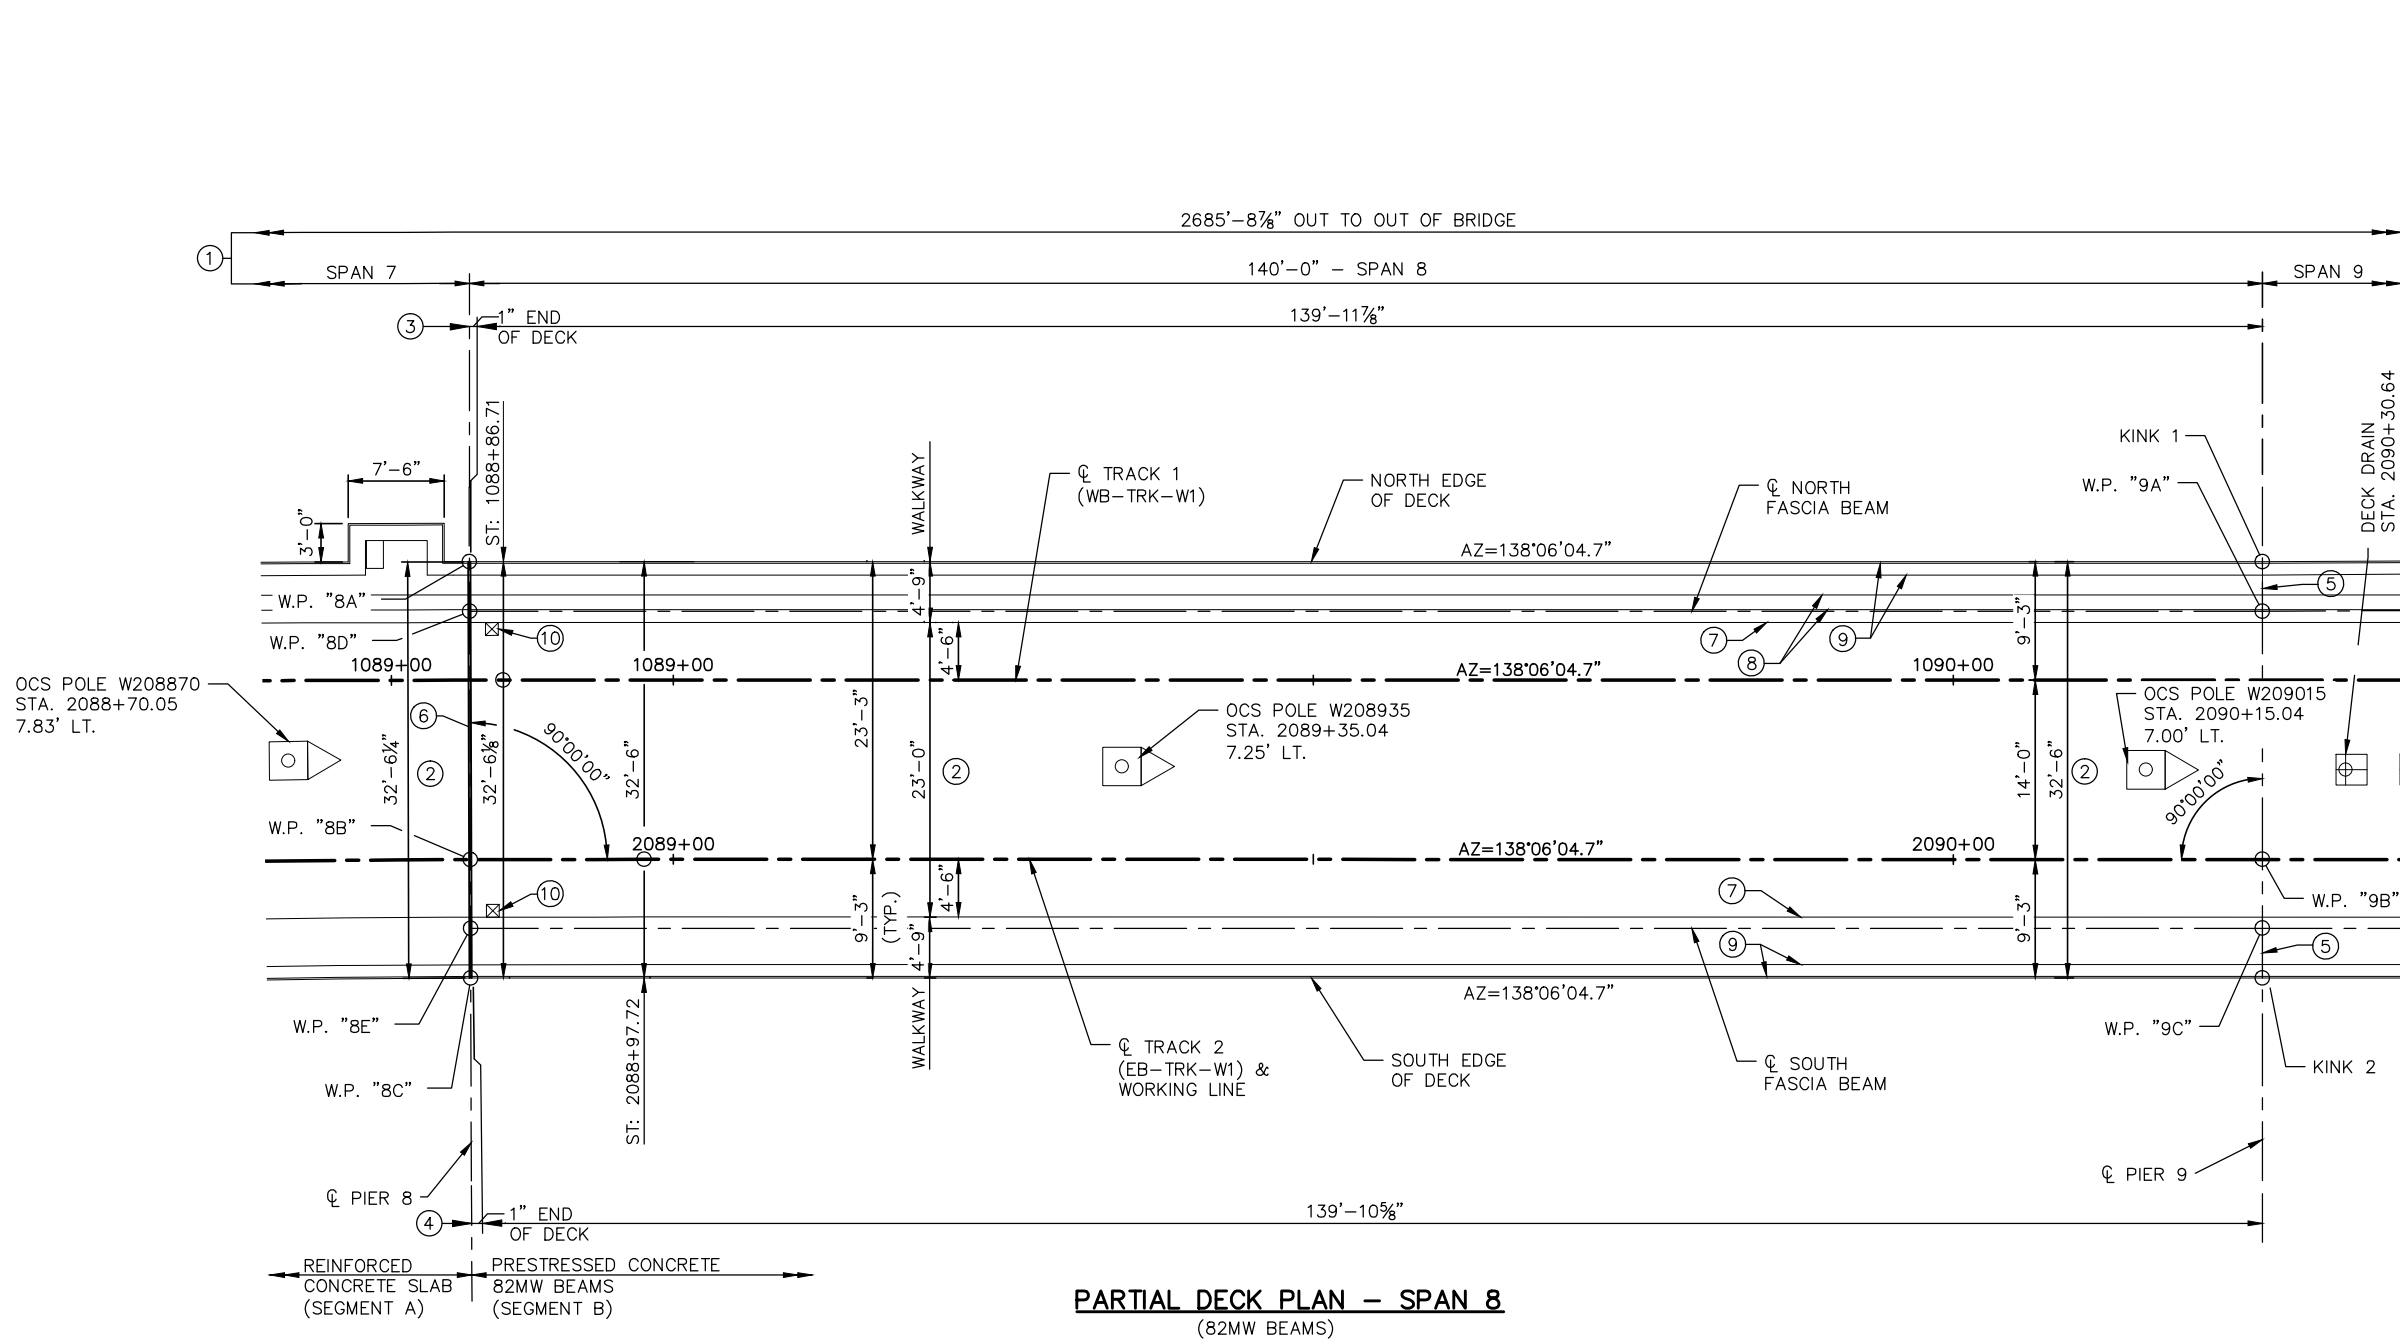 2685'-8⅞" OUT TO OUT OF BRIDGE
1
SPAN 7
140'-0" - SPAN 8
SPAN 9
3
1" END
OF DECK
139'-11⅞"
ST: 1088+86.71
WALKWAY
DECK DRAIN
STA. 2090+30.64
KINK 1
W.P. "9A"
7'-6"
3'-0"
℄ TRACK 1
(WB-TRK-W1)
NORTH EDGE
OF DECK
℄ NORTH
FASCIA BEAM
AZ=138°06'04.7"
W.P. "8A"
W.P. "8D"
4'-9"
9'-3"
5
10
7
8
9
4'-6"
1089+00
1089+00
AZ=138°06'04.7"
1090+00
OCS POLE W208870
STA. 2088+70.05
7.83' LT.
6
32'-6¼"
2
32'-6⅛"
90°00'00"
32'-6"
23'-3"
23'-0"
2
OCS POLE W208935
STA. 2089+35.04
7.25' LT.
14'-0"
32'-6"
2
OCS POLE W209015
STA. 2090+15.04
7.00' LT.
90°00'00"
W.P. "8B"
2089+00
AZ=138°06'04.7"
2090+00
10
9'-3"
(TYP.)
4'-6"
4'-9"
7
9
9'-3"
W.P. "9B"
5
AZ=138°06'04.7"
W.P. "8E"
W.P. "8C"
ST: 2088+97.72
WALKWAY
℄ TRACK 2
(EB-TRK-W1) &
WORKING LINE
SOUTH EDGE
OF DECK
℄ SOUTH
FASCIA BEAM
W.P. "9C"
KINK 2
℄ PIER 8
℄ PIER 9
4
1" END
OF DECK
139'-10⅝"
REINFORCED
CONCRETE SLAB
(SEGMENT A)
PRESTRESSED CONCRETE
82MW BEAMS
(SEGMENT B)
PARTIAL DECK PLAN - SPAN 8
(82MW BEAMS)